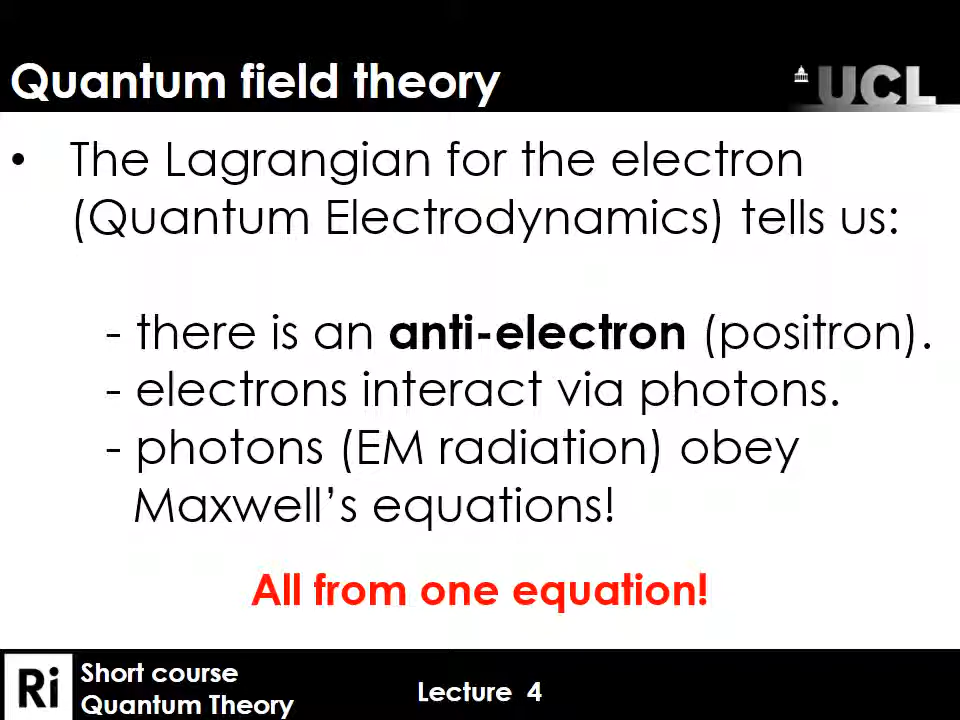 Quantum field theory
UCL
• The Lagrangian for the electron
(Quantum Electrodynamics) tells us:
- there is an anti-electron (positron).
- electrons interact via photons.
- photons (EM radiation) obey
Maxwell’s equations!
All from one equation!
Ri
Short course
Quantum Theory
Lecture 4